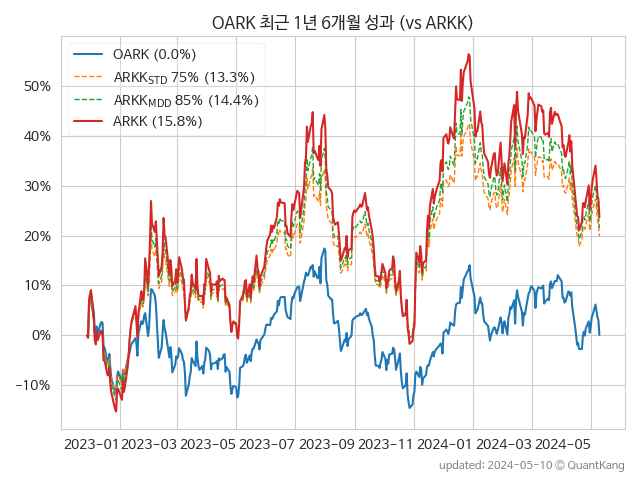 OARK 최근 1년 6개월 성과 (vs ARKK)
OARK (0.0%)
ARKK_STD 75% (13.3%)
ARKK_MDD 85% (14.4%)
ARKK (15.8%)
50%
40%
30%
20%
10%
0%
−10%
2023-01 2023-03 2023-05 2023-07 2023-09 2023-11 2024-01 2024-03 2024-05
updated: 2024-05-10 ⓒ QuantKang